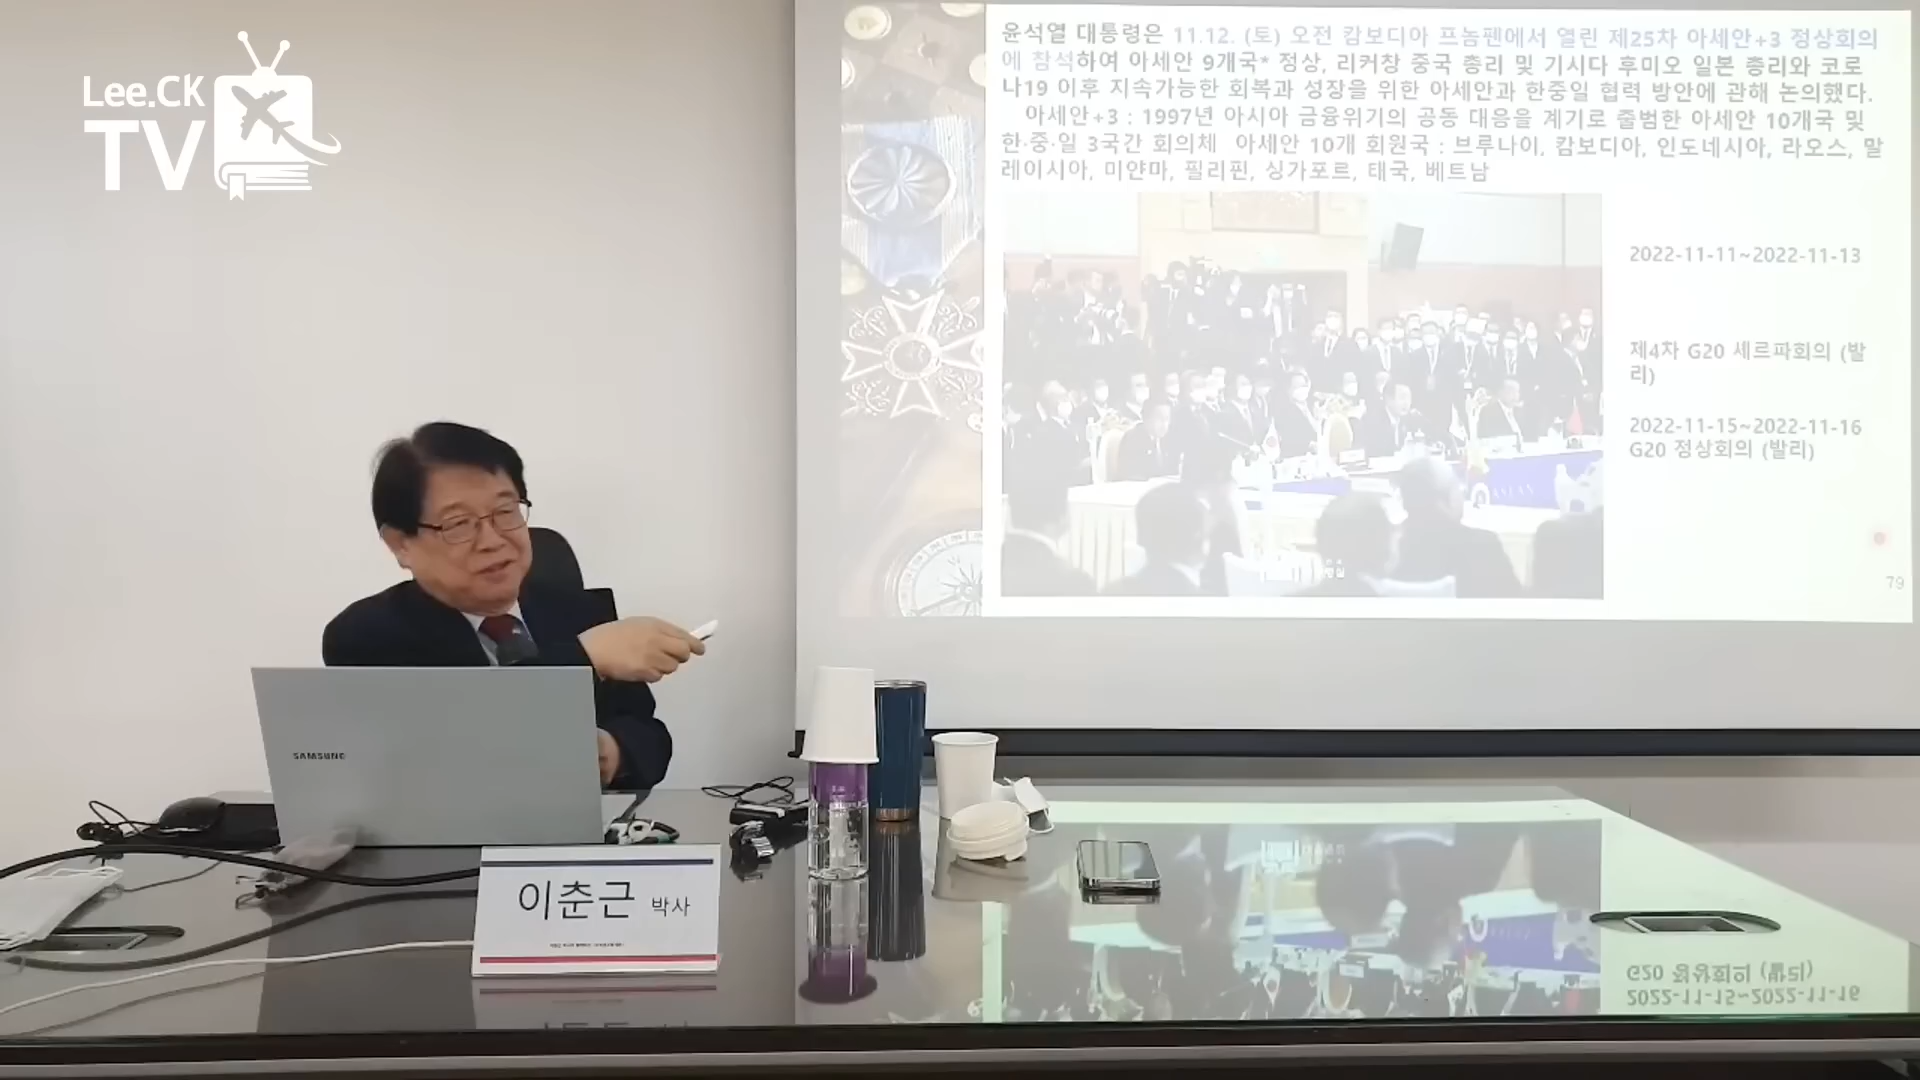 Lee.CK
TV
윤석열 대통령은 11.12. (토) 오전 캄보디아 프놈펜에서 열린 제25차 아세안+3 정상회의
에 참석하여 아세안 9개국* 정상, 리커창 중국 총리 및 기시다 후미오 일본 총리와 코로
나19 이후 지속가능한 회복과 성장을 위한 아세안과 한중일 협력 방안에 관해 논의했다.
아세안+3 : 1997년 아시아 금융위기의 공동 대응을 계기로 출범한 아세안 10개국 및
한·중·일 3국간 회의체 아세안 10개 회원국 : 브루나이, 캄보디아, 인도네시아, 라오스, 말
레이시아, 미얀마, 필리핀, 싱가포르, 태국, 베트남
2022-11-11~2022-11-13
제4차 G20 세르파회의 (발
리)
2022-11-15~2022-11-16
G20 정상회의 (발리)
ASEAN
79
SAMSUNG
이춘근 박사